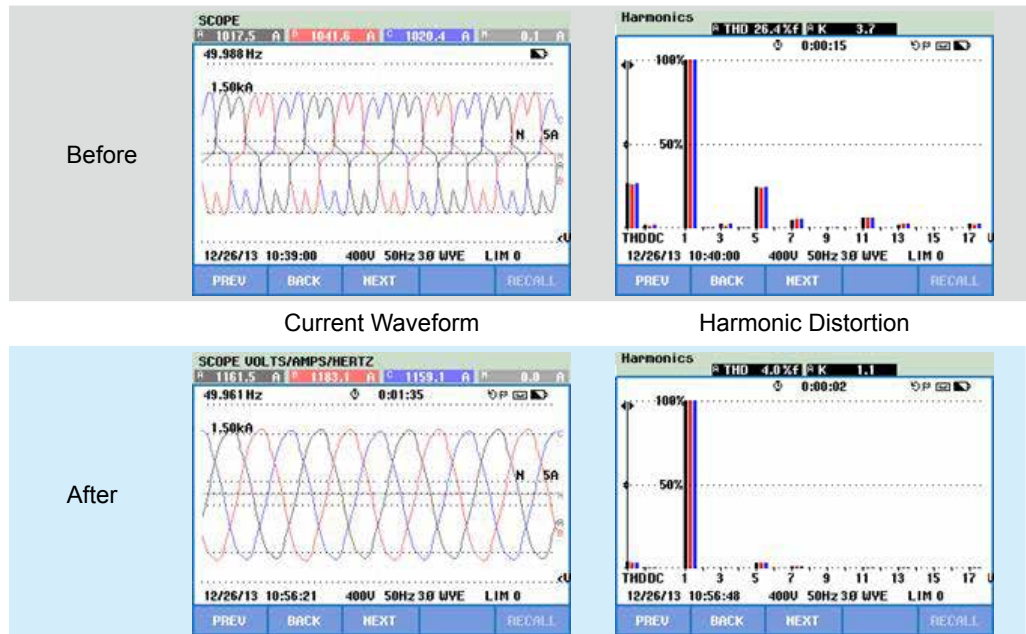 SCOPE
A 1017.5 A B 1041.6 A C 1020.4 A N 0.1 A
49.988 Hz
1.50kA
N 5A
12/26/13 10:39:00 400V 50Hz 3Ø WYE LIM 0
PREV BACK NEXT RECALL
Harmonics
A THD 26.4%f A K 3.7
0:00:15
100%
50%
THDDC 1 3 5 7 9 11 13 15 17
12/26/13 10:40:00 400V 50Hz 3Ø WYE LIM 0
PREV BACK NEXT RECALL
Before
Current Waveform
Harmonic Distortion
SCOPE VOLTS/AMPS/HERTZ
A 1161.5 A B 1183.1 A C 1159.1 A N 0.0 A
49.961 Hz 0:01:35
1.50kA
N 5A
12/26/13 10:56:21 400V 50Hz 3Ø WYE LIM 0
PREV BACK NEXT RECALL
Harmonics
A THD 4.0%f A K 1.1
0:00:02
100%
50%
THDDC 1 3 5 7 9 11 13 15 17
12/26/13 10:56:48 400V 50Hz 3Ø WYE LIM 0
PREV BACK NEXT RECALL
After